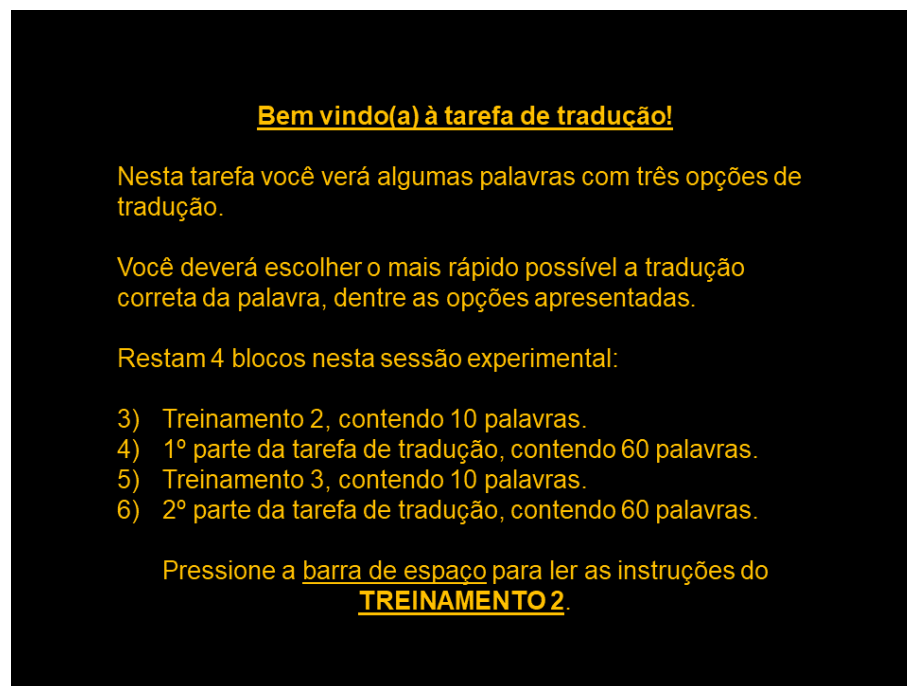 Bem vindo(a) à tarefa de tradução!
Nesta tarefa você verá algumas palavras com três opções de
tradução.
Você deverá escolher o mais rápido possível a tradução
correta da palavra, dentre as opções apresentadas.
Restam 4 blocos nesta sessão experimental:
3) Treinamento 2, contendo 10 palavras.
4) 1º parte da tarefa de tradução, contendo 60 palavras.
5) Treinamento 3, contendo 10 palavras.
6) 2º parte da tarefa de tradução, contendo 60 palavras.
Pressione a barra de espaço para ler as instruções do
TREINAMENTO 2.